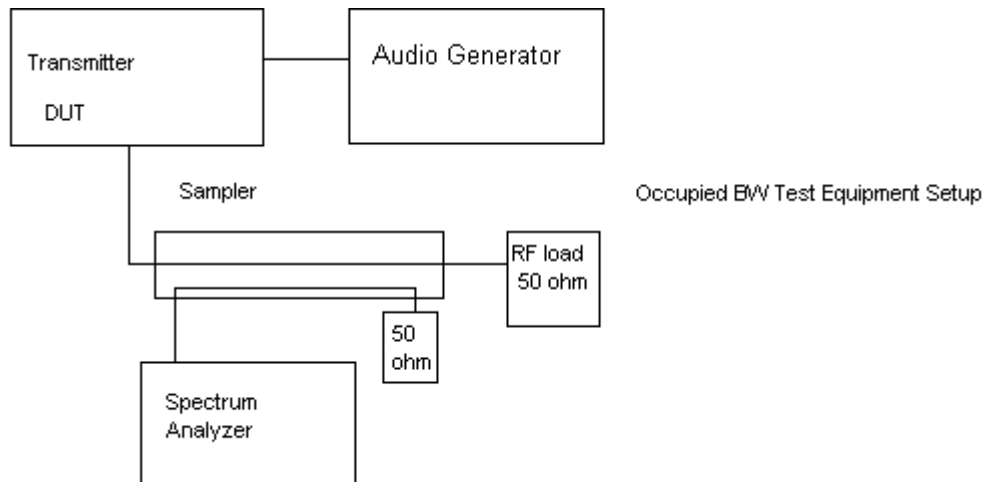 Transmitter
DUT
Audio Generator
Sampler
Occupied BW Test Equipment Setup
RF load
50 ohm
50
ohm
Spectrum
Analyzer